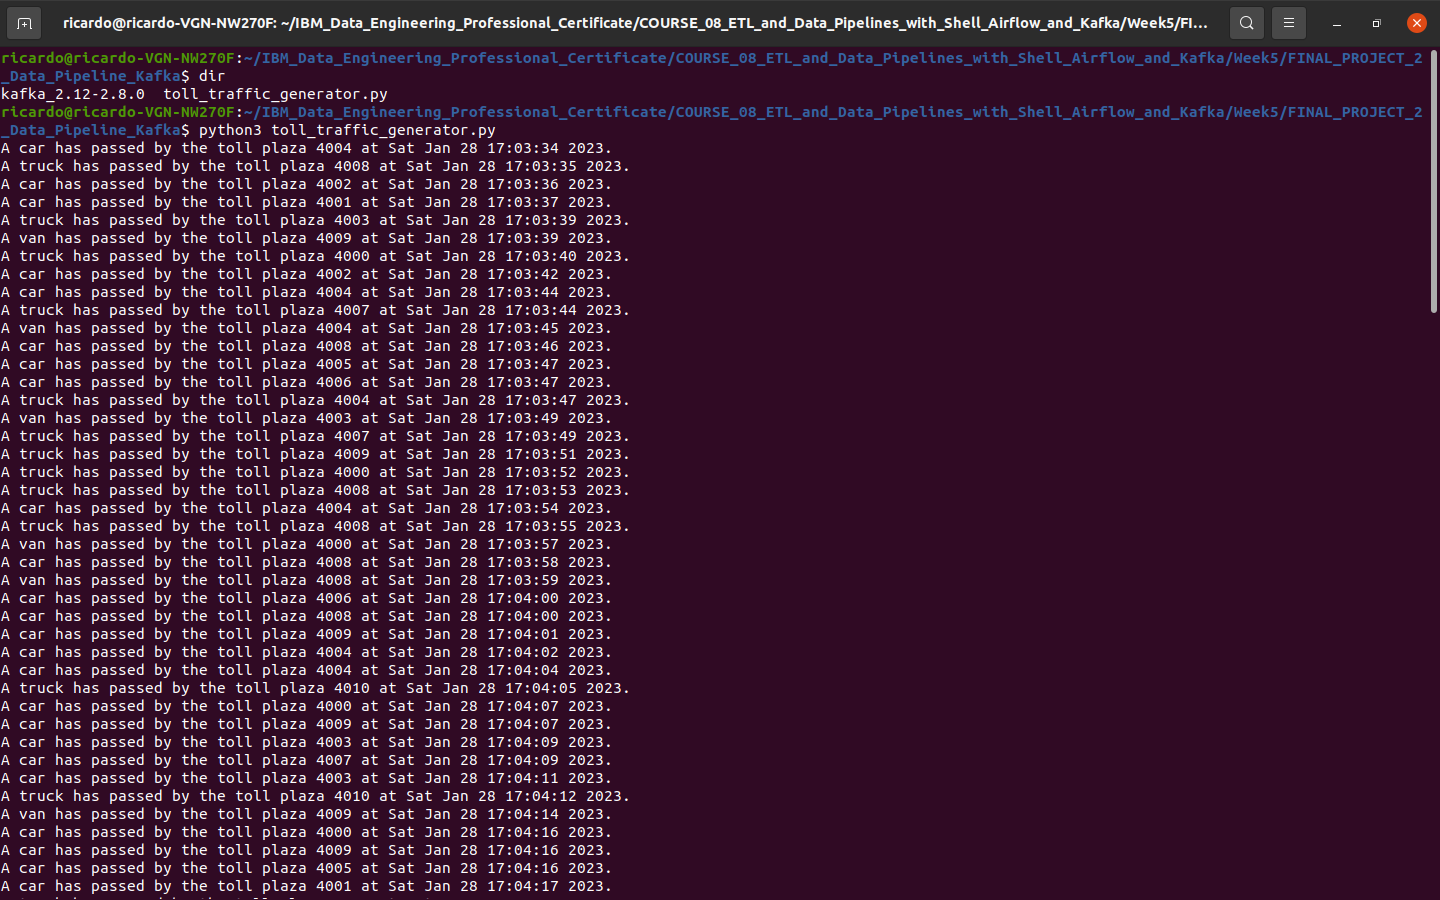 ricardo@ricardo-VGN-NW270F: ~/IBM_Data_Engineering_Professional_Certificate/COURSE_08_ETL_and_Data_Pipelines_with_Shell_Airflow_and_Kafka/Week5/FI...
ricardo@ricardo-VGN-NW270F:~/IBM_Data_Engineering_Professional_Certificate/COURSE_08_ETL_and_Data_Pipelines_with_Shell_Airflow_and_Kafka/Week5/FINAL_PROJECT_2
_Data_Pipeline_Kafka$ dir
kafka_2.12-2.8.0  toll_traffic_generator.py
ricardo@ricardo-VGN-NW270F:~/IBM_Data_Engineering_Professional_Certificate/COURSE_08_ETL_and_Data_Pipelines_with_Shell_Airflow_and_Kafka/Week5/FINAL_PROJECT_2
_Data_Pipeline_Kafka$ python3 toll_traffic_generator.py
A car has passed by the toll plaza 4004 at Sat Jan 28 17:03:34 2023.
A truck has passed by the toll plaza 4008 at Sat Jan 28 17:03:35 2023.
A car has passed by the toll plaza 4002 at Sat Jan 28 17:03:36 2023.
A car has passed by the toll plaza 4001 at Sat Jan 28 17:03:37 2023.
A truck has passed by the toll plaza 4003 at Sat Jan 28 17:03:39 2023.
A van has passed by the toll plaza 4009 at Sat Jan 28 17:03:39 2023.
A truck has passed by the toll plaza 4000 at Sat Jan 28 17:03:40 2023.
A car has passed by the toll plaza 4002 at Sat Jan 28 17:03:42 2023.
A car has passed by the toll plaza 4004 at Sat Jan 28 17:03:44 2023.
A truck has passed by the toll plaza 4007 at Sat Jan 28 17:03:44 2023.
A van has passed by the toll plaza 4004 at Sat Jan 28 17:03:45 2023.
A car has passed by the toll plaza 4008 at Sat Jan 28 17:03:46 2023.
A car has passed by the toll plaza 4005 at Sat Jan 28 17:03:47 2023.
A car has passed by the toll plaza 4006 at Sat Jan 28 17:03:47 2023.
A truck has passed by the toll plaza 4004 at Sat Jan 28 17:03:47 2023.
A van has passed by the toll plaza 4003 at Sat Jan 28 17:03:49 2023.
A truck has passed by the toll plaza 4007 at Sat Jan 28 17:03:49 2023.
A truck has passed by the toll plaza 4009 at Sat Jan 28 17:03:51 2023.
A truck has passed by the toll plaza 4000 at Sat Jan 28 17:03:52 2023.
A truck has passed by the toll plaza 4008 at Sat Jan 28 17:03:53 2023.
A car has passed by the toll plaza 4004 at Sat Jan 28 17:03:54 2023.
A truck has passed by the toll plaza 4008 at Sat Jan 28 17:03:55 2023.
A van has passed by the toll plaza 4000 at Sat Jan 28 17:03:57 2023.
A car has passed by the toll plaza 4008 at Sat Jan 28 17:03:58 2023.
A van has passed by the toll plaza 4008 at Sat Jan 28 17:03:59 2023.
A car has passed by the toll plaza 4006 at Sat Jan 28 17:04:00 2023.
A car has passed by the toll plaza 4008 at Sat Jan 28 17:04:00 2023.
A car has passed by the toll plaza 4009 at Sat Jan 28 17:04:01 2023.
A car has passed by the toll plaza 4004 at Sat Jan 28 17:04:02 2023.
A car has passed by the toll plaza 4004 at Sat Jan 28 17:04:04 2023.
A truck has passed by the toll plaza 4010 at Sat Jan 28 17:04:05 2023.
A car has passed by the toll plaza 4000 at Sat Jan 28 17:04:07 2023.
A car has passed by the toll plaza 4009 at Sat Jan 28 17:04:07 2023.
A car has passed by the toll plaza 4003 at Sat Jan 28 17:04:09 2023.
A car has passed by the toll plaza 4007 at Sat Jan 28 17:04:09 2023.
A car has passed by the toll plaza 4003 at Sat Jan 28 17:04:11 2023.
A truck has passed by the toll plaza 4010 at Sat Jan 28 17:04:12 2023.
A van has passed by the toll plaza 4009 at Sat Jan 28 17:04:14 2023.
A car has passed by the toll plaza 4000 at Sat Jan 28 17:04:16 2023.
A car has passed by the toll plaza 4009 at Sat Jan 28 17:04:16 2023.
A car has passed by the toll plaza 4005 at Sat Jan 28 17:04:16 2023.
A car has passed by the toll plaza 4001 at Sat Jan 28 17:04:17 2023.